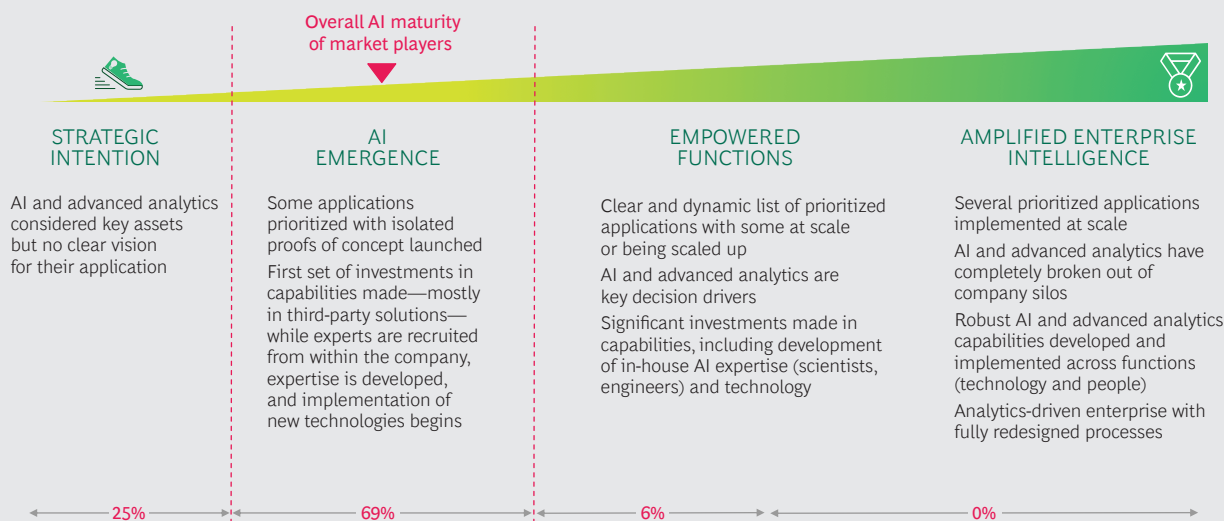 Overall AI maturity
of market players
STRATEGIC
INTENTION
AI and advanced analytics
considered key assets
but no clear vision
for their application
AI
EMERGENCE
Some applications
prioritized with isolated
proofs of concept launched
First set of investments in
capabilities made—mostly
in third-party solutions—
while experts are recruited
from within the company,
expertise is developed,
and implementation of
new technologies begins
EMPOWERED
FUNCTIONS
Clear and dynamic list of prioritized
applications with some at scale
or being scaled up
AI and advanced analytics are
key decision drivers
Significant investments made in
capabilities, including development
of in-house AI expertise (scientists,
engineers) and technology
AMPLIFIED ENTERPRISE
INTELLIGENCE
Several prioritized applications
implemented at scale
AI and advanced analytics have
completely broken out of
company silos
Robust AI and advanced analytics
capabilities developed and
implemented across functions
(technology and people)
Analytics-driven enterprise with
fully redesigned processes
25%
69%
6%
0%